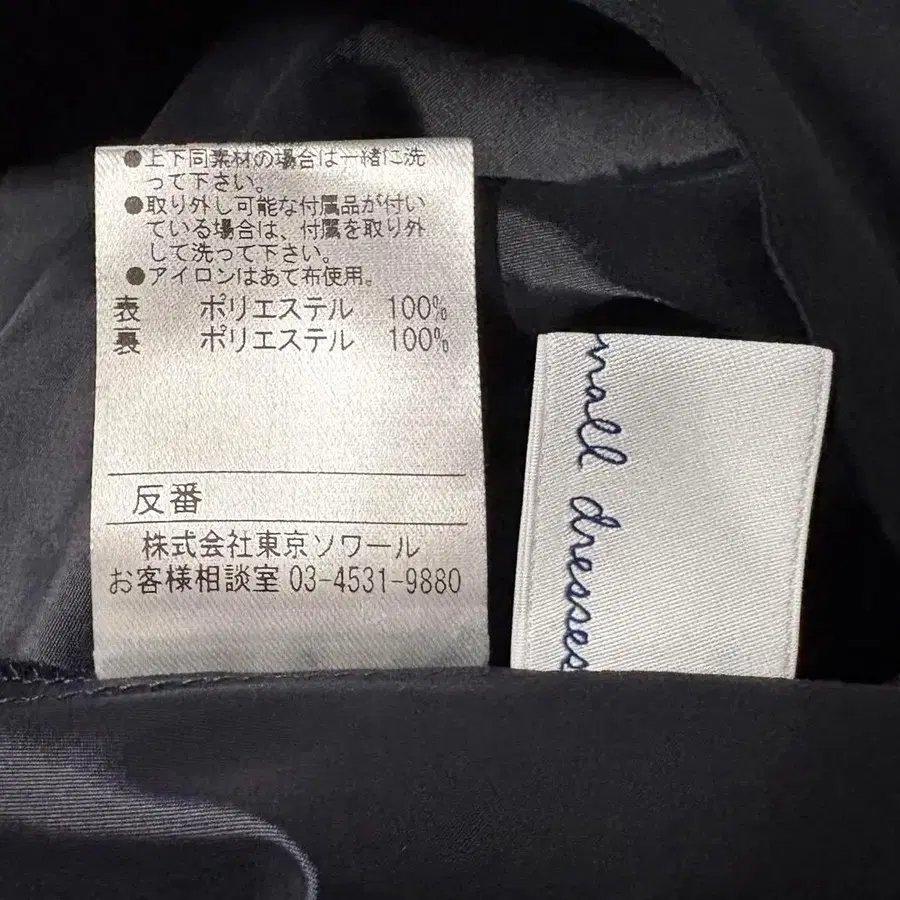 ●上下同素材の場合は一緒に洗
って下さい。
●取り外し可能な付属品が付い
ている場合は、付属を取り外
して洗って下さい。
●アイロンはあて布使用。
表 ポリエステル 100%
裏 ポリエステル 100%
反番
株式会社東京ソワール
お客様相談室 03-4531-9880
mall dresses